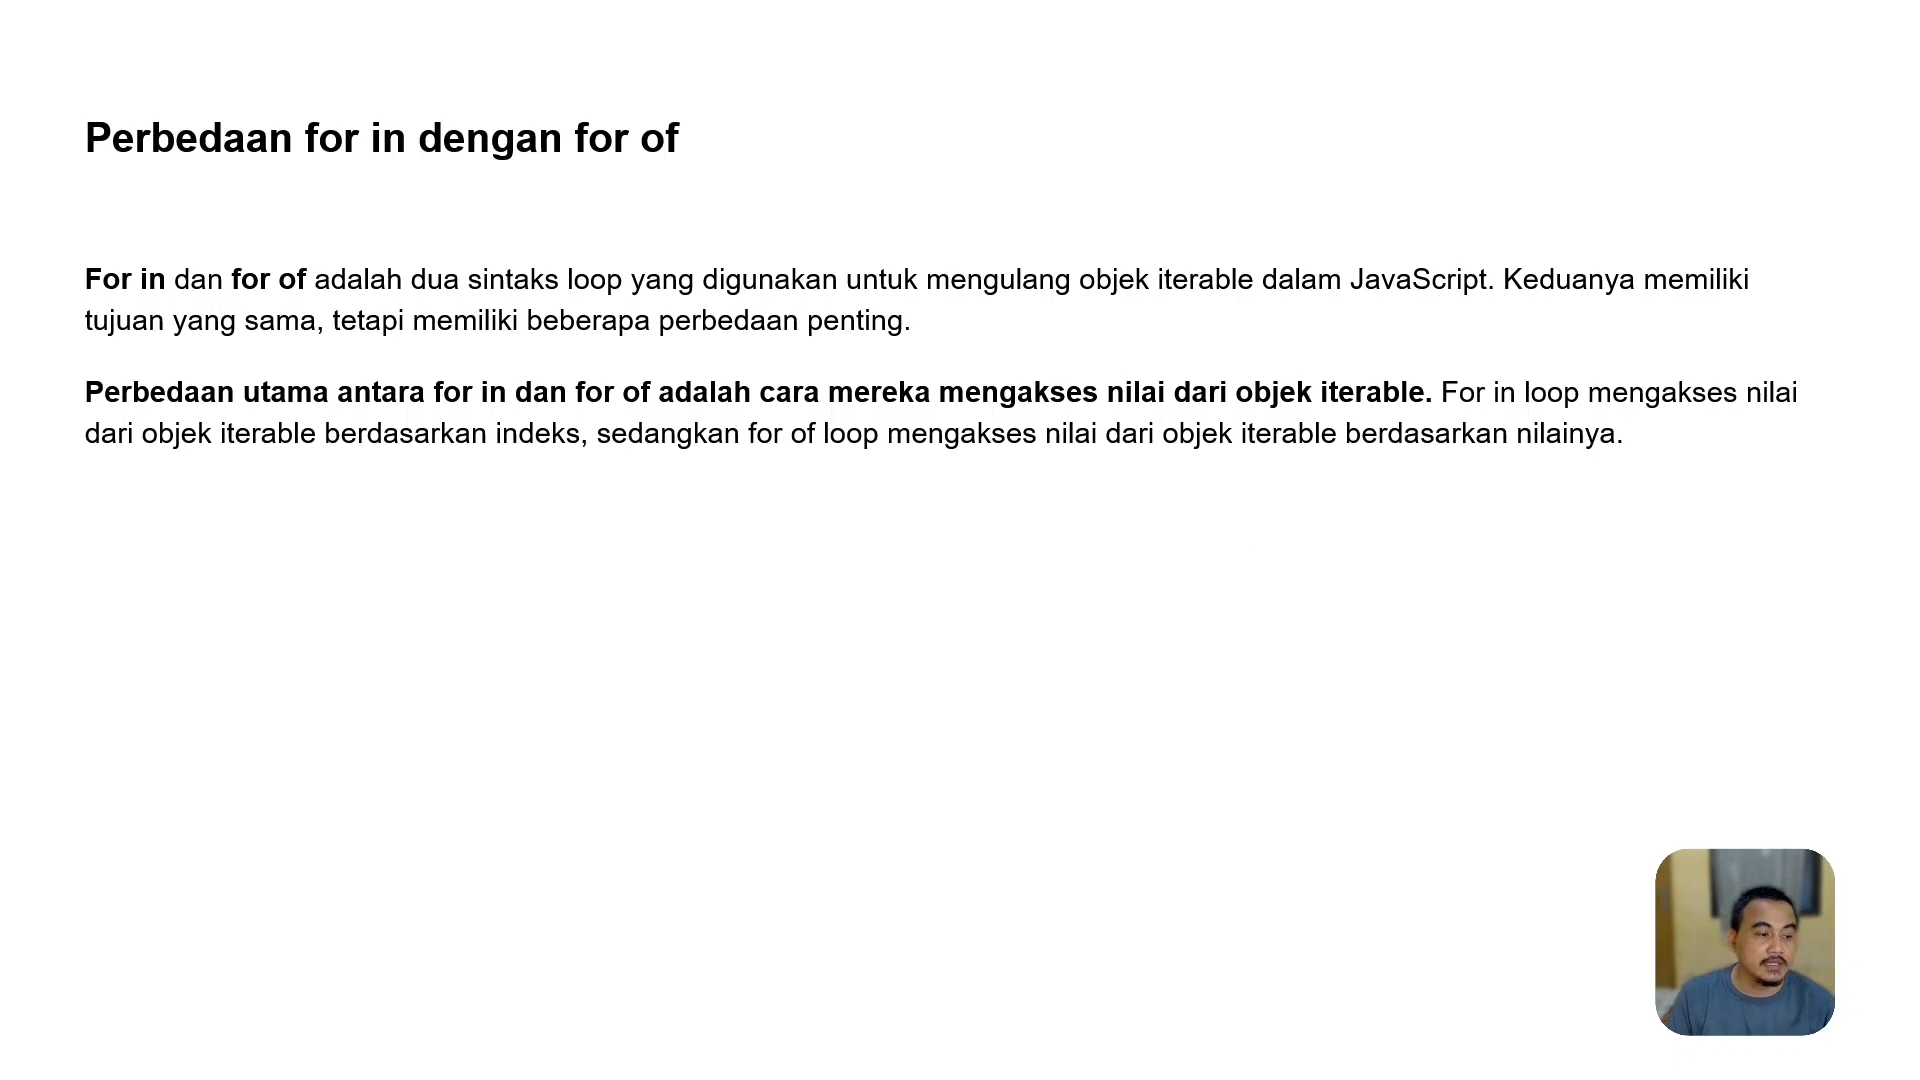 Perbedaan for in dengan for of
For in dan for of adalah dua sintaks loop yang digunakan untuk mengulang objek iterable dalam JavaScript. Keduanya memiliki
tujuan yang sama, tetapi memiliki beberapa perbedaan penting.
Perbedaan utama antara for in dan for of adalah cara mereka mengakses nilai dari objek iterable. For in loop mengakses nilai
dari objek iterable berdasarkan indeks, sedangkan for of loop mengakses nilai dari objek iterable berdasarkan nilainya.